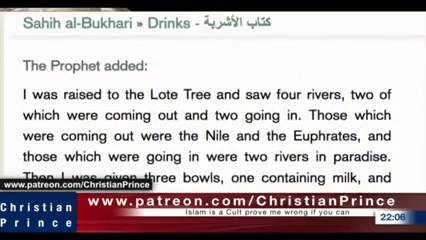 Sahih al-Bukhari » Drinks - كتاب الأشربة
The Prophet added:
I was raised to the Lote Tree and saw four rivers, two of
which were coming out and two going in. Those which
were coming out were the Nile and the Euphrates, and
those which were going in were two rivers in paradise.
Then I was given three bowls, one containing milk, and
www.patreon.com/ChristianPrince
www.patreon.com/ChristianPrince
Christian
Prince
Islam is a Cult prove me wrong if you can
22:06